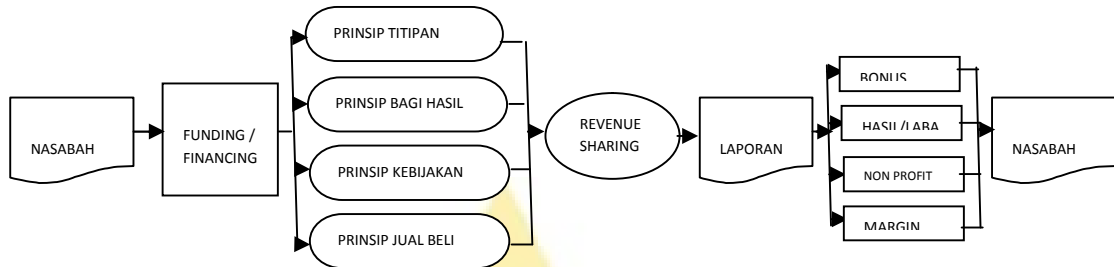 NASABAH
FUNDING /
FINANCING
PRINSIP TITIPAN
PRINSIP BAGI HASIL
PRINSIP KEBIJAKAN
PRINSIP JUAL BELI
REVENUE
SHARING
LAPORAN
BONUS
HASIL/LABA
NON PROFIT
MARGIN
NASABAH